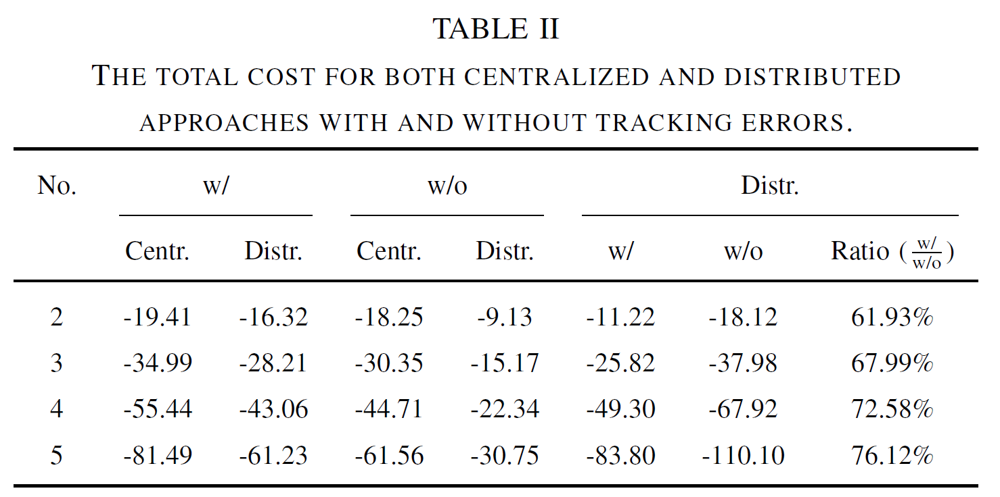 TABLE II
THE TOTAL COST FOR BOTH CENTRALIZED AND DISTRIBUTED
APPROACHES WITH AND WITHOUT TRACKING ERRORS.
No. w/ w/o Distr.
Centr. Distr. Centr. Distr. w/ w/o Ratio (w/ / w/o)
2 -19.41 -16.32 -18.25 -9.13 -11.22 -18.12 61.93%
3 -34.99 -28.21 -30.35 -15.17 -25.82 -37.98 67.99%
4 -55.44 -43.06 -44.71 -22.34 -49.30 -67.92 72.58%
5 -81.49 -61.23 -61.56 -30.75 -83.80 -110.10 76.12%